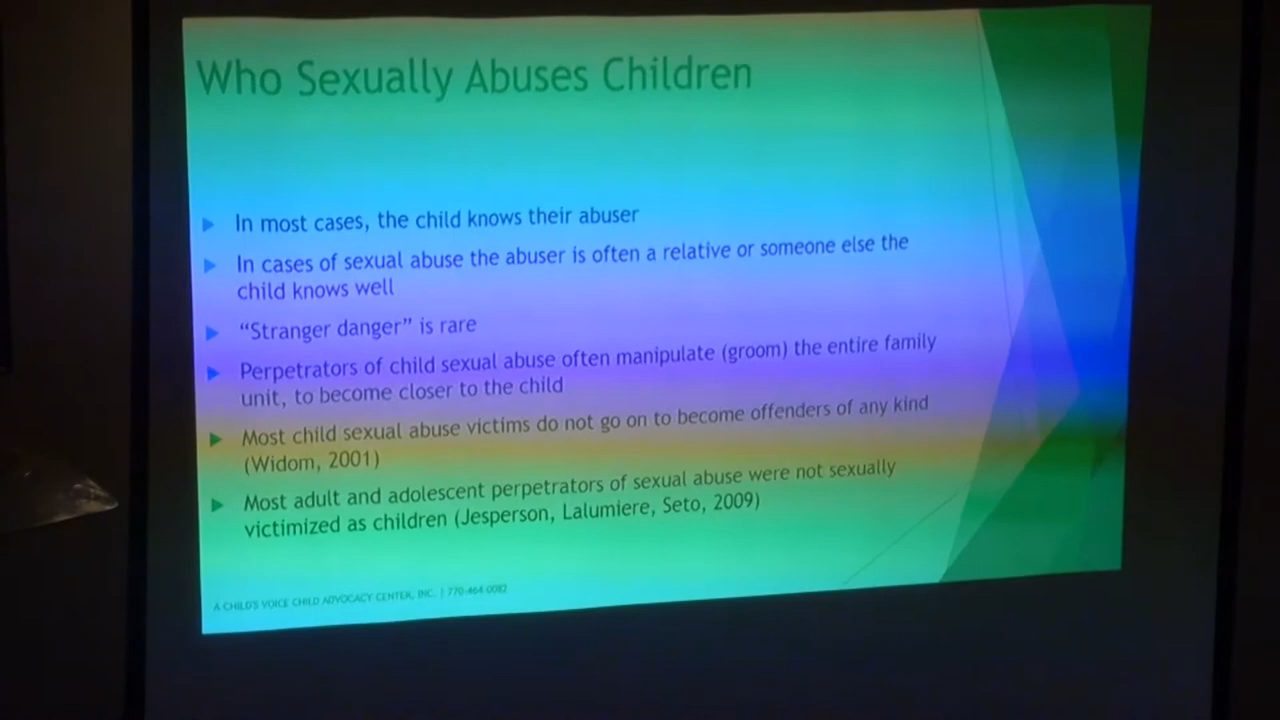 Who Sexually Abuses Children
In most cases, the child knows their abuser
In cases of sexual abuse the abuser is often a relative or someone else the
child knows well
“Stranger danger” is rare
Perpetrators of child sexual abuse often manipulate (groom) the entire family
unit, to become closer to the child
Most child sexual abuse victims do not go on to become offenders of any kind
(Widom, 2001)
Most adult and adolescent perpetrators of sexual abuse were not sexually
victimized as children (Jesperson, Lalumiere, Seto, 2009)
A CHILD'S VOICE CHILD ADVOCACY CENTER, INC. | 770-464-0082